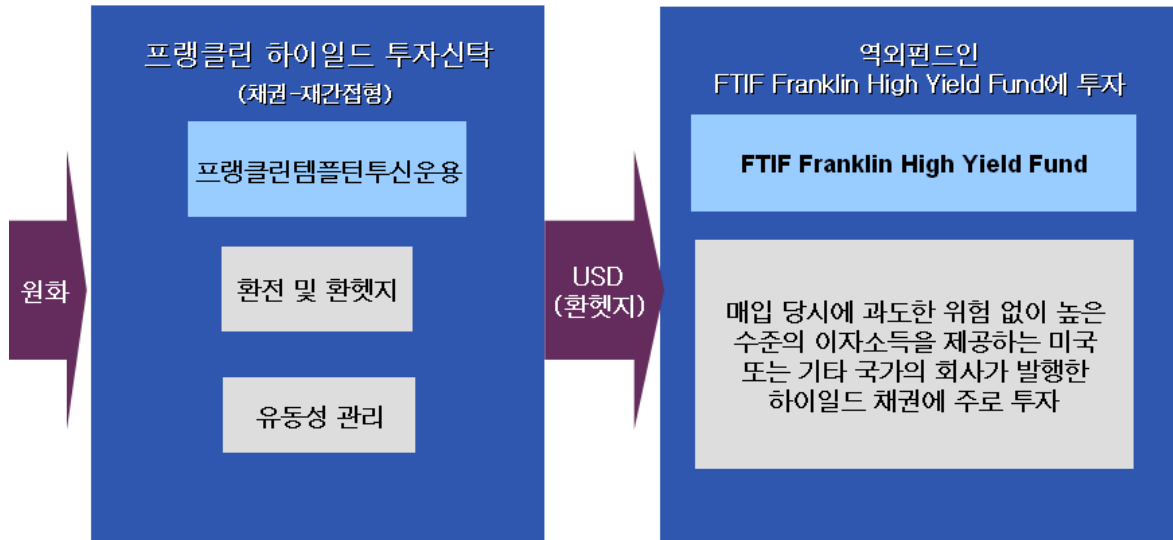 원화
프랭클린 하이일드 투자신탁
(채권-재간접형)
프랭클린템플턴투신운용
환전 및 환헷지
유동성 관리
USD
(환헷지)
역외펀드인
FTIF Franklin High Yield Fund에 투자
FTIF Franklin High Yield Fund
매입 당시에 과도한 위험 없이 높은
수준의 이자소득을 제공하는 미국
또는 기타 국가의 회사가 발행한
하이일드 채권에 주로 투자